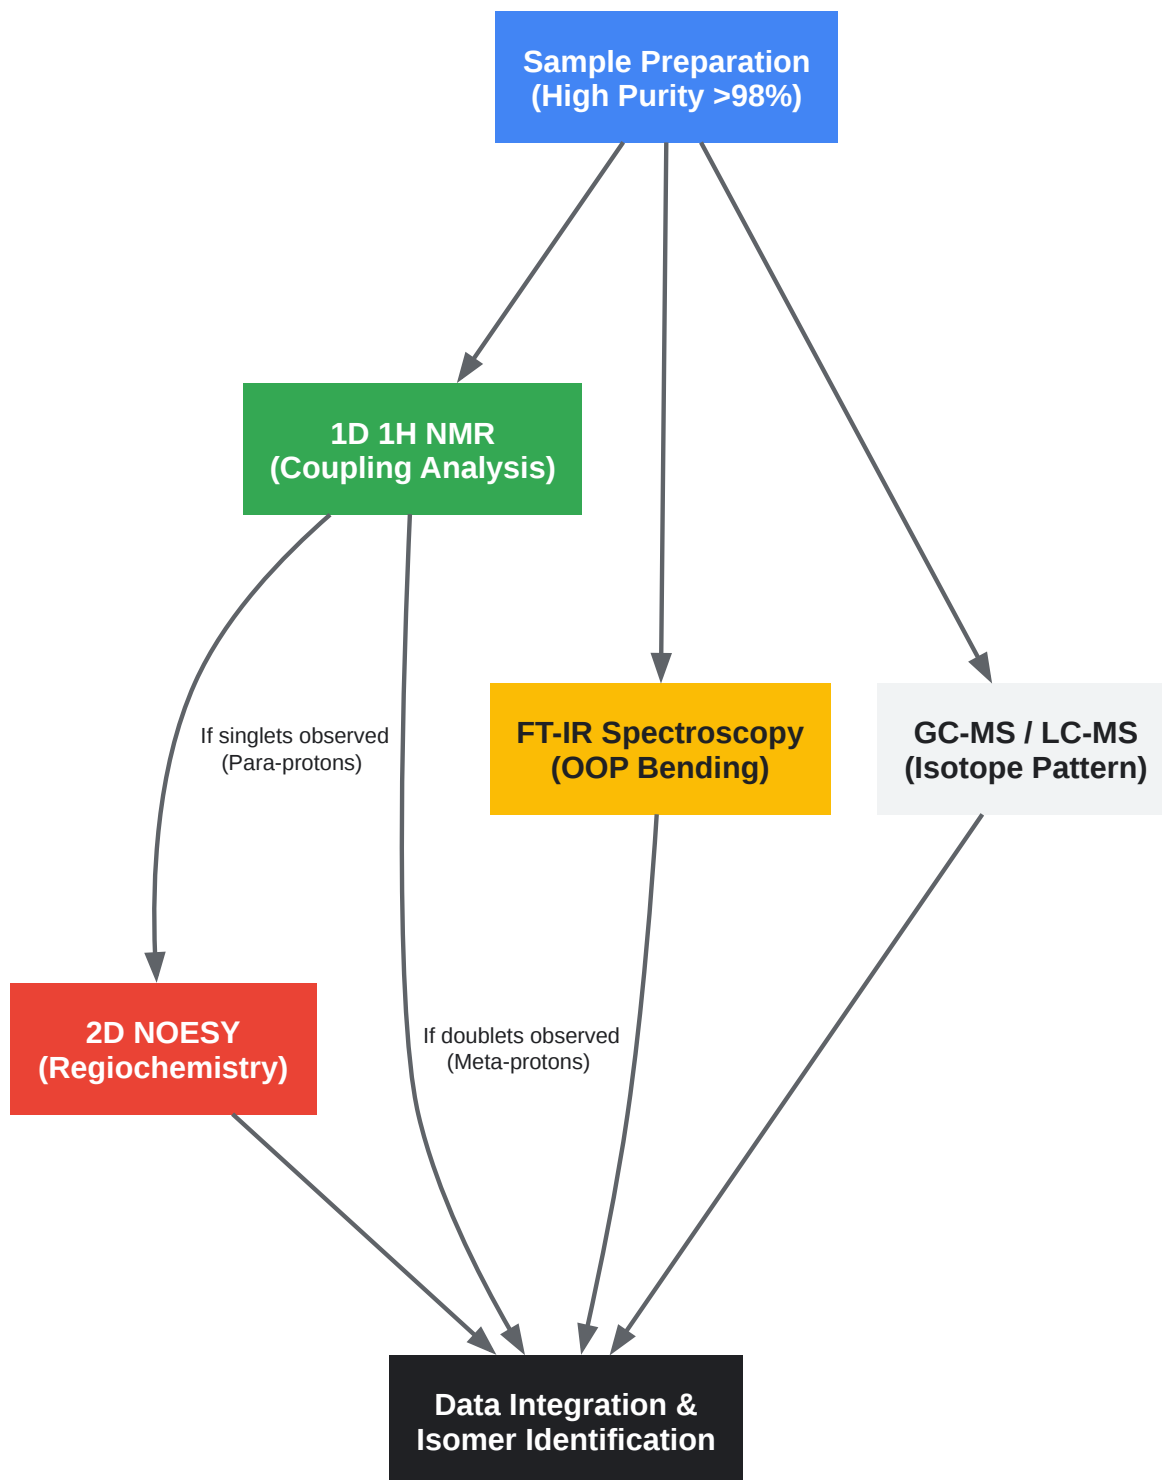 Sample Preparation
(High Purity >98%)
1D 1H NMR
(Coupling Analysis)
If singlets observed
(Para-protons)
FT-IR Spectroscopy
(OOP Bending)
GC-MS / LC-MS
(Isotope Pattern)
2D NOESY
(Regiochemistry)
If doublets observed
(Meta-protons)
Data Integration &
Isomer Identification